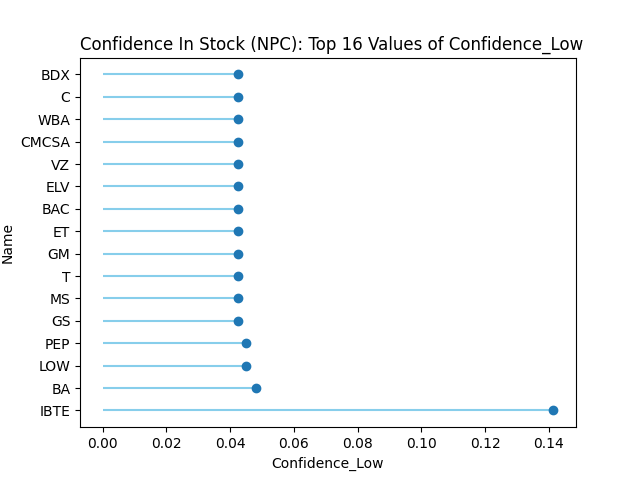 Confidence In Stock (NPC): Top 16 Values of Confidence_Low
BDX
C
WBA
CMCSA
VZ
ELV
BAC
ET
GM
T
MS
GS
PEP
LOW
BA
IBTE
Name
0.00 0.02 0.04 0.06 0.08 0.10 0.12 0.14
Confidence_Low